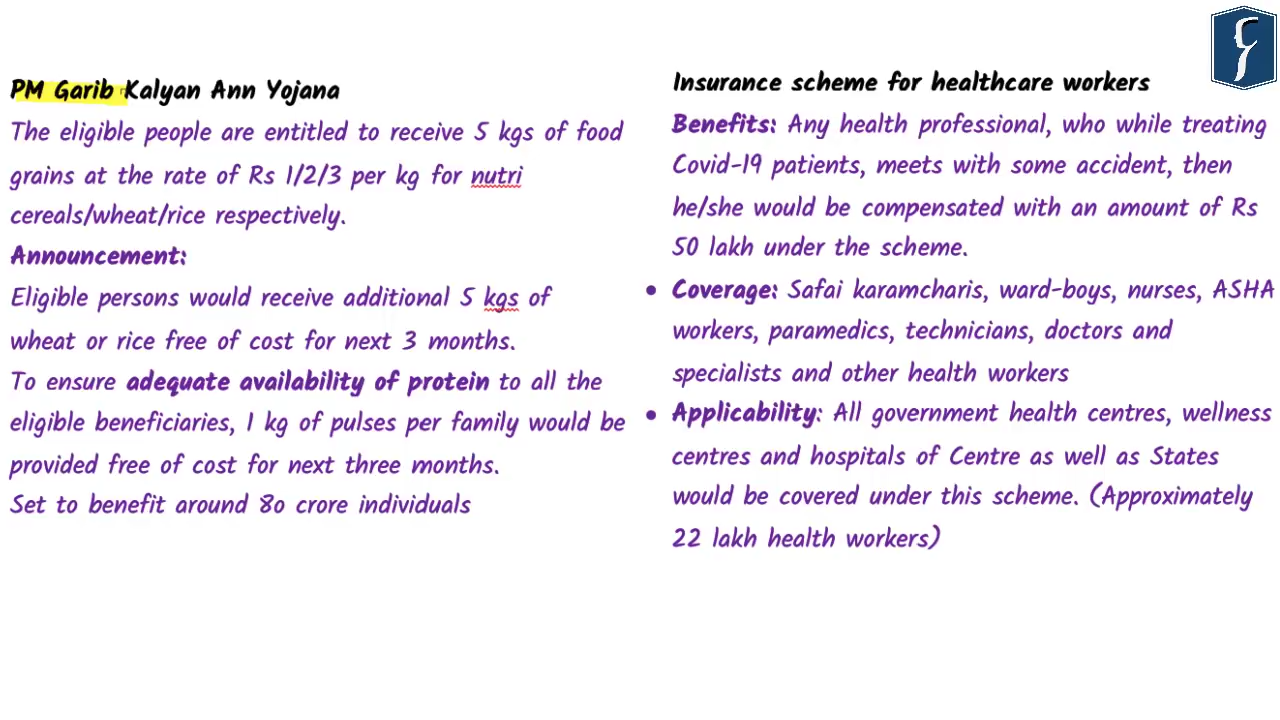 PM Garib Kalyan Ann Yojana
The eligible people are entitled to receive 5 kgs of food
grains at the rate of Rs 1/2/3 per kg for nutri
cereals/wheat/rice respectively.
Announcement:
Eligible persons would receive additional 5 kgs of
wheat or rice free of cost for next 3 months.
To ensure adequate availability of protein to all the
eligible beneficiaries, 1 kg of pulses per family would be
provided free of cost for next three months.
Set to benefit around 80 crore individuals
Insurance scheme for healthcare workers
Benefits: Any health professional, who while treating
Covid-19 patients, meets with some accident, then
he/she would be compensated with an amount of Rs
50 lakh under the scheme.
• Coverage: Safai karamcharis, ward-boys, nurses, ASHA
workers, paramedics, technicians, doctors and
specialists and other health workers
• Applicability: All government health centres, wellness
centres and hospitals of Centre as well as States
would be covered under this scheme. (Approximately
22 lakh health workers)